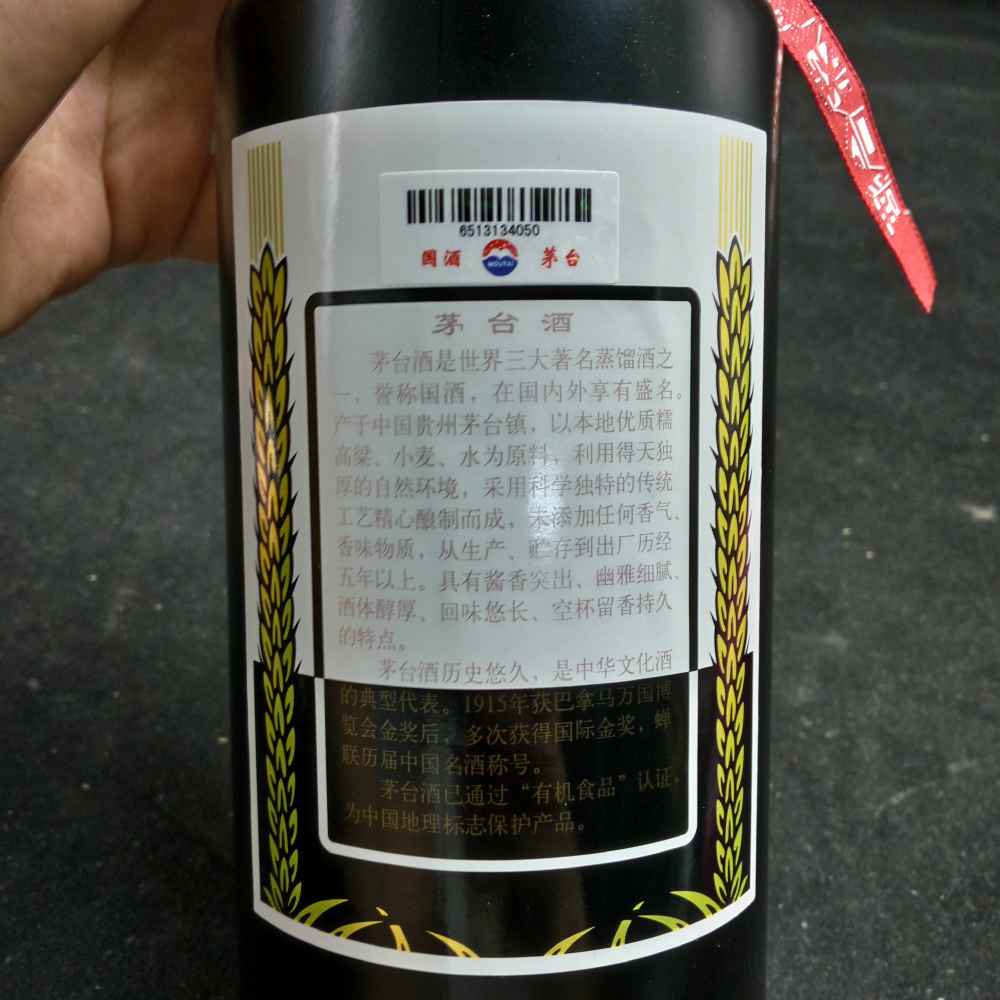 6513134050
国酒 MOUTAI 茅台
茅台酒
茅台酒是世界三大著名蒸馏酒之
一，誉称国酒，在国内外享有盛名。
产于中国贵州茅台镇，以本地优质糯
高粱、小麦、水为原料，利用得天独
厚的自然环境，采用科学独特的传统
工艺精心酿制而成，未添加任何香气、
香味物质，从生产、贮存到出厂历经
五年以上。具有酱香突出、幽雅细腻、
酒体醇厚、回味悠长、空杯留香持久
的特点。
茅台酒历史悠久，是中华文化酒
的典型代表。1915年获巴拿马万国博
览会金奖后，多次获得国际金奖，蝉
联历届中国名酒称号。
茅台酒已通过“有机食品”认证，
为中国地理标志保护产品。